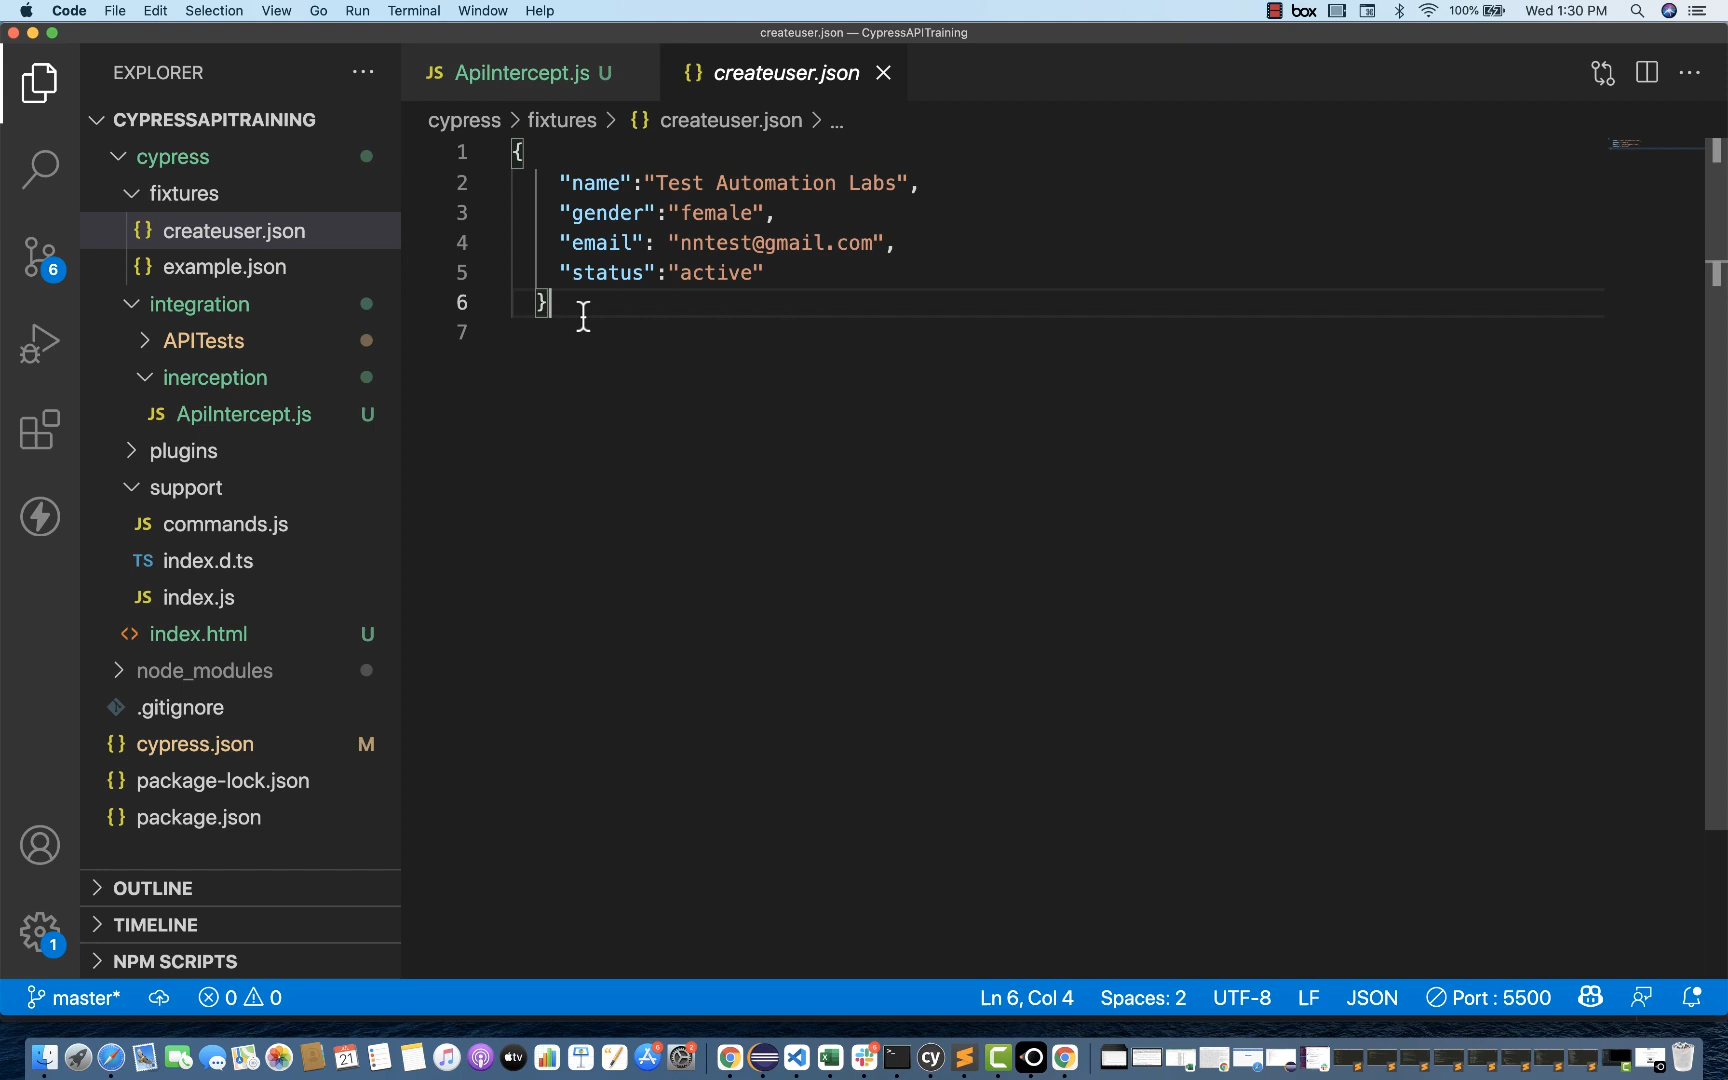 Code File Edit Selection View Go Run Terminal Window Help box 100% Wed 1:30 PM
createuser.json — CypressAPITraining
EXPLORER ···
JS ApiIntercept.js U {} createuser.json ×
CYPRESSAPITRAINING
cypress > fixtures > {} createuser.json > ...
cypress
fixtures
{} createuser.json
{} example.json
integration
APITests
inerception
JS ApiIntercept.js U
plugins
support
JS commands.js
TS index.d.ts
JS index.js
<> index.html U
node_modules
.gitignore
{} cypress.json M
{} package-lock.json
{} package.json
OUTLINE
TIMELINE
NPM SCRIPTS
6
1
1 {
2 "name":"Test Automation Labs",
3 "gender":"female",
4 "email": "nntest@gmail.com",
5 "status":"active"
6 }
7
master* 0 0 Ln 6, Col 4 Spaces: 2 UTF-8 LF JSON Port : 5500
21 tv cy